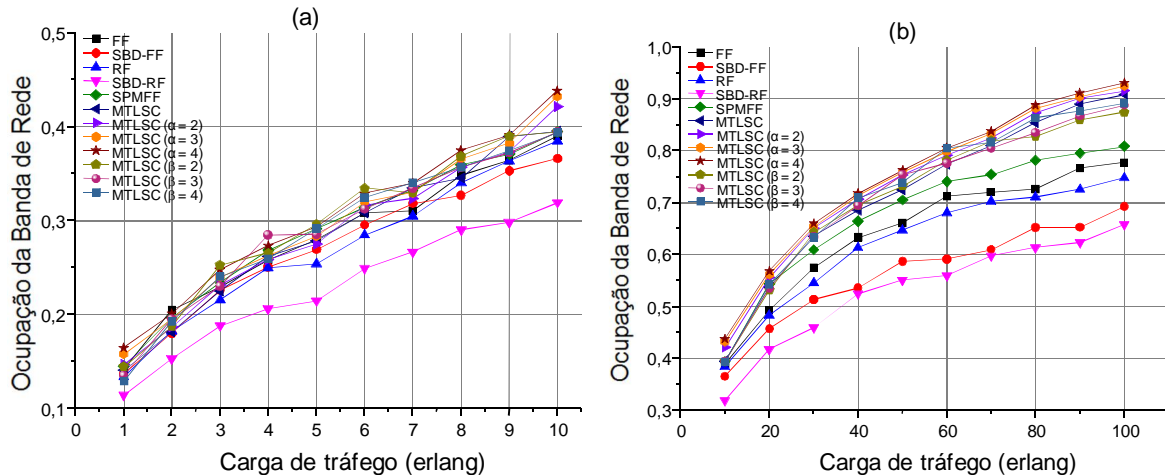 (a)
0,5
0,4
0,3
0,2
0,1
Ocupação da Banda de Rede
FF
SBD-FF
RF
SBD-RF
SPMFF
MTLSC
MTLSC (α = 2)
MTLSC (α = 3)
MTLSC (α = 4)
MTLSC (β = 2)
MTLSC (β = 3)
MTLSC (β = 4)
0 1 2 3 4 5 6 7 8 9 10
Carga de tráfego (erlang)
(b)
1,0
0,9
0,8
0,7
0,6
0,5
0,4
0,3
Ocupação da Banda de Rede
FF
SBD-FF
RF
SBD-RF
SPMFF
MTLSC
MTLSC (α = 2)
MTLSC (α = 3)
MTLSC (α = 4)
MTLSC (β = 2)
MTLSC (β = 3)
MTLSC (β = 4)
0 20 40 60 80 100
Carga de tráfego (erlang)